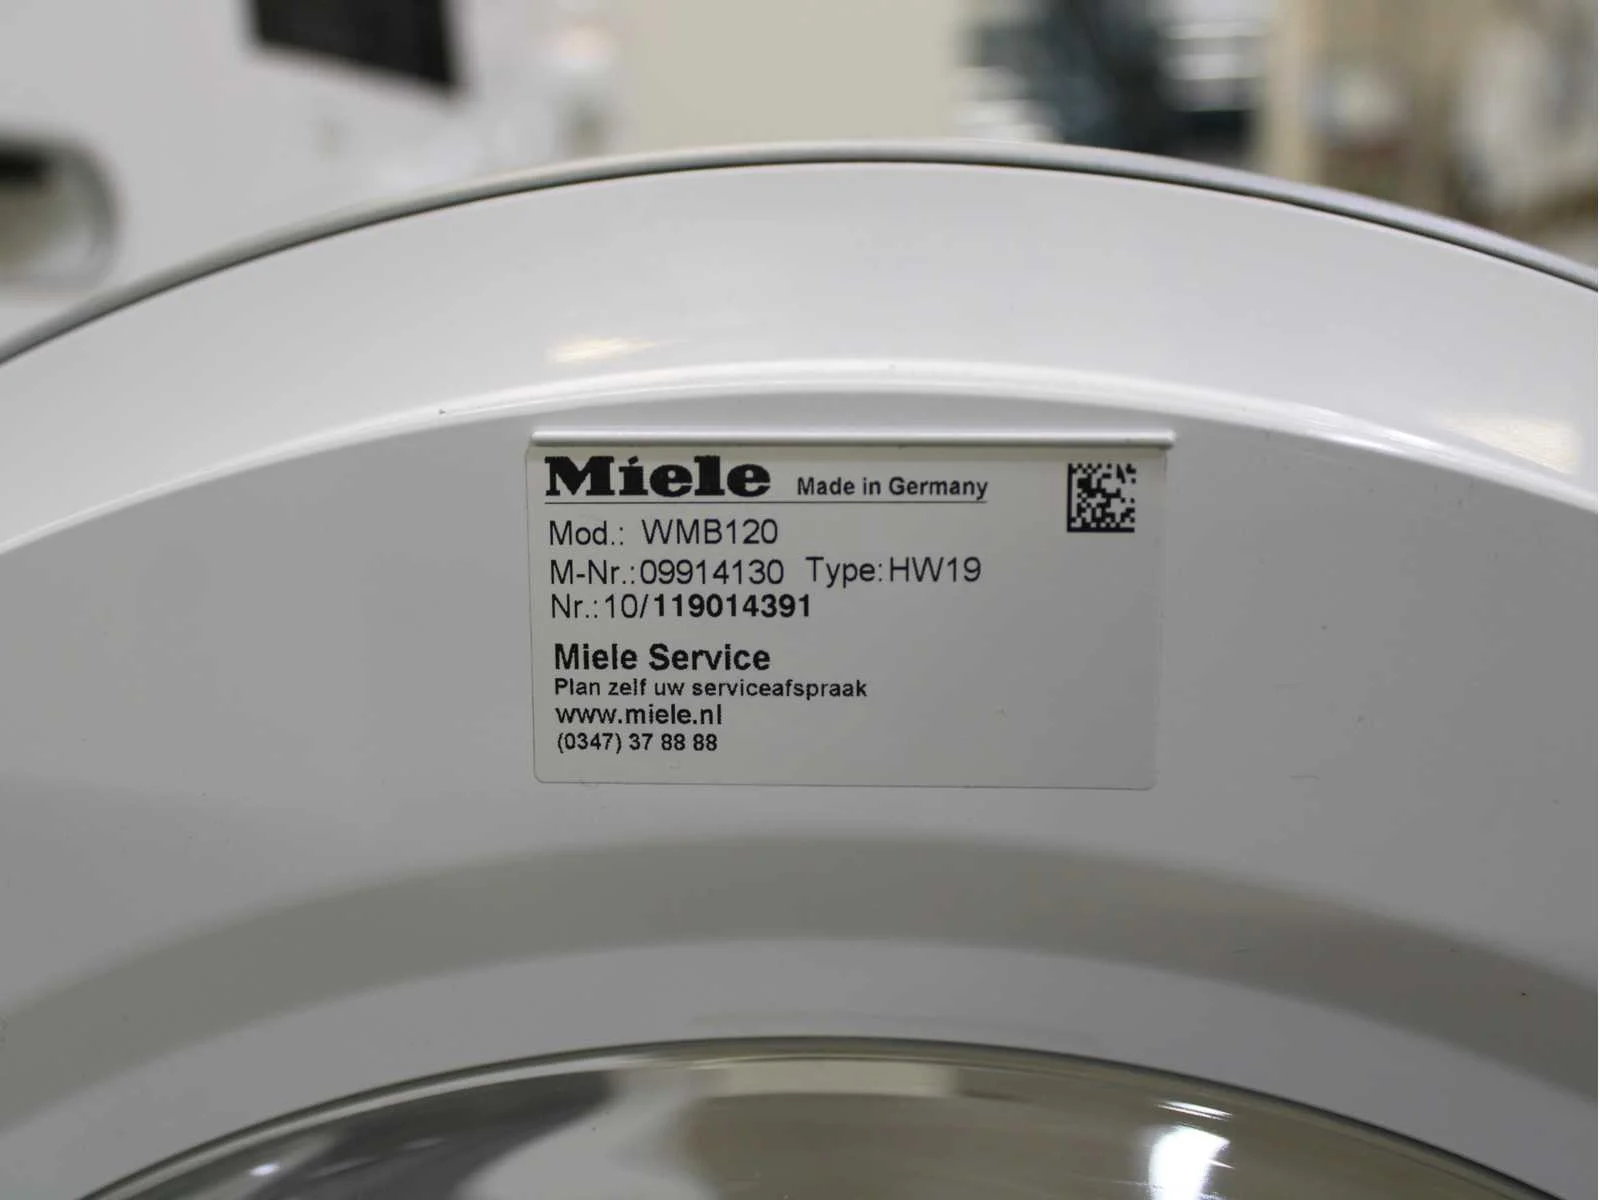 Miele Made in Germany
Mod.: WMB120
M-Nr.:09914130 Type:HW19
Nr.:10/119014391
Miele Service
Plan zelf uw serviceafspraak
www.miele.nl
(0347) 37 88 88